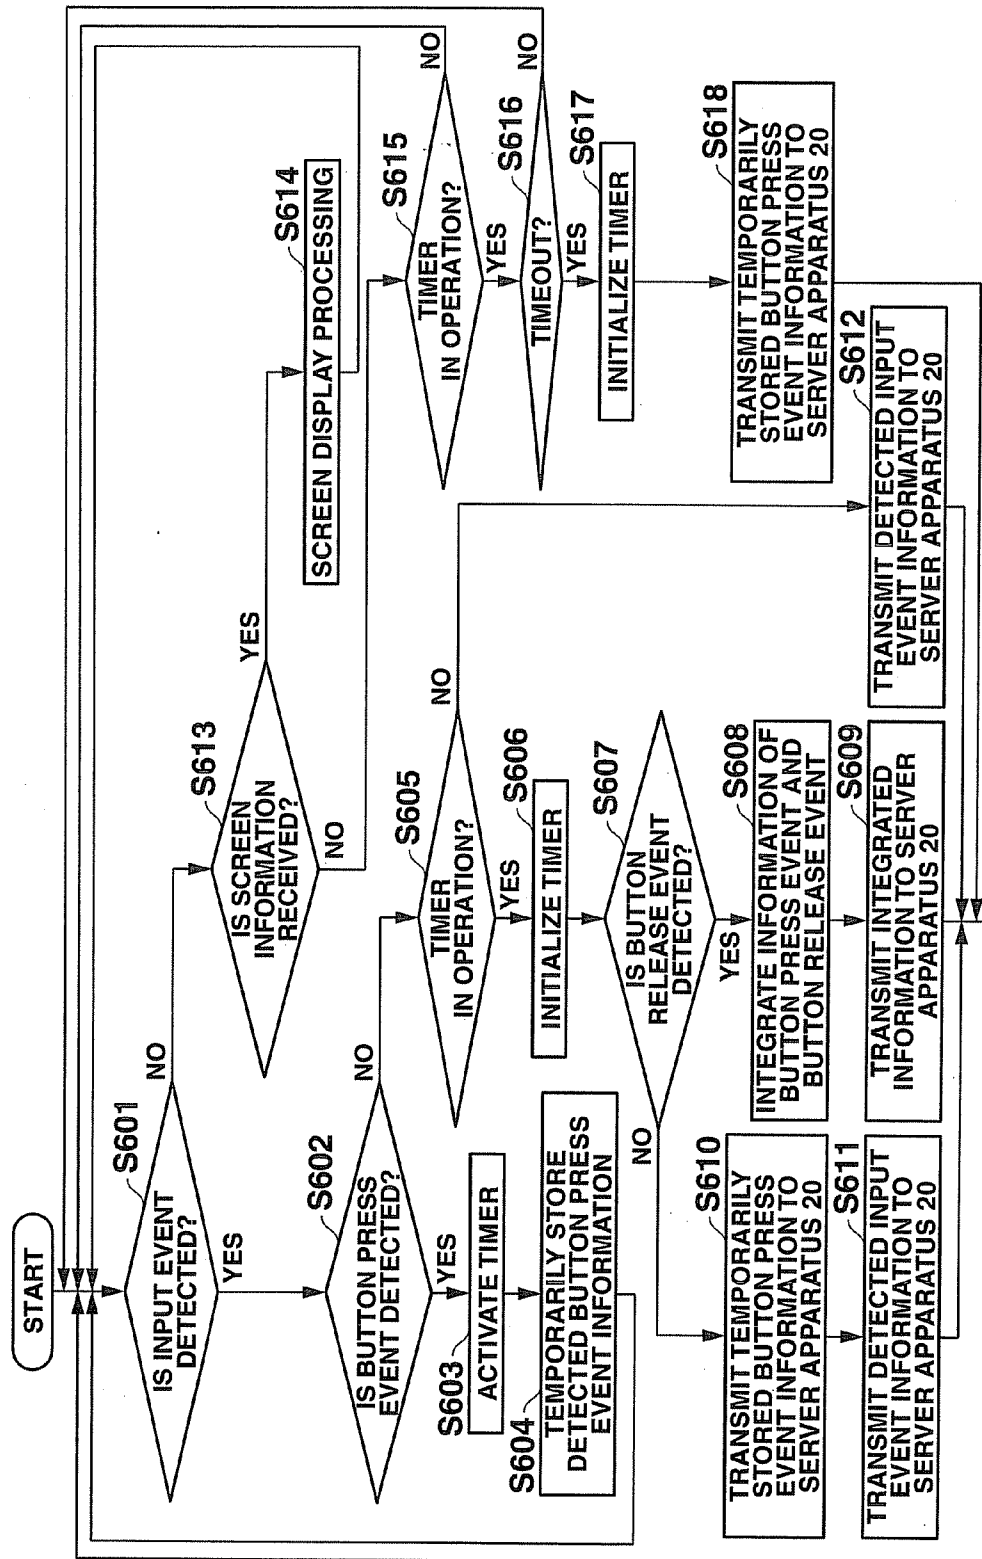 START
S601
IS INPUT EVENT
DETECTED?
NO
YES
S602
IS BUTTON PRESS
EVENT DETECTED?
NO
YES
S603
ACTIVATE TIMER
S604
TEMPORARILY STORE
DETECTED BUTTON PRESS
EVENT INFORMATION
S605
TIMER
IN OPERATION?
NO
YES
S606
INITIALIZE TIMER
S607
IS BUTTON
RELEASE EVENT
DETECTED?
NO
YES
S608
INTEGRATE INFORMATION OF
BUTTON PRESS EVENT AND
BUTTON RELEASE EVENT
S609
TRANSMIT INTEGRATED
INFORMATION TO SERVER
APPARATUS 20
S610
TRANSMIT TEMPORARILY
STORED BUTTON PRESS
EVENT INFORMATION TO
SERVER APPARATUS 20
S611
TRANSMIT DETECTED INPUT
EVENT INFORMATION TO
SERVER APPARATUS 20
S612
TRANSMIT DETECTED INPUT
EVENT INFORMATION TO
SERVER APPARATUS 20
S613
IS SCREEN
INFORMATION
RECEIVED?
YES
NO
S614
SCREEN DISPLAY PROCESSING
S615
TIMER
IN OPERATION?
NO
YES
S616
TIMEOUT?
NO
YES
S617
INITIALIZE TIMER
S618
TRANSMIT TEMPORARILY
STORED BUTTON PRESS
EVENT INFORMATION TO
SERVER APPARATUS 20